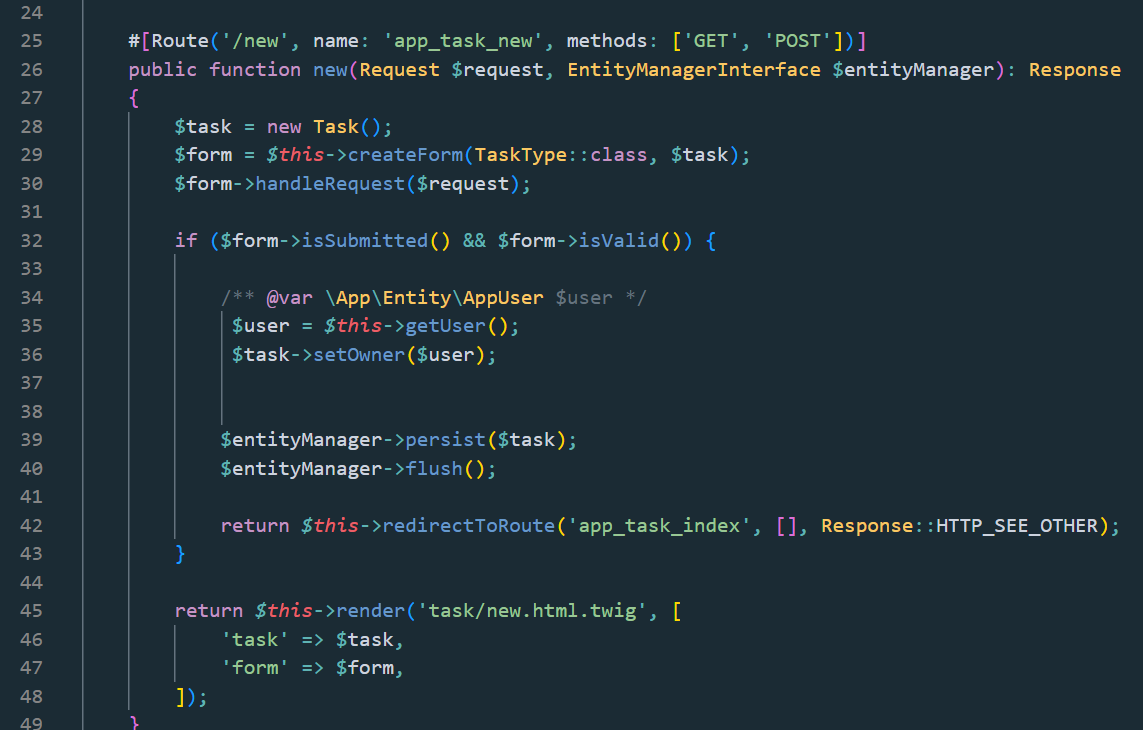 24
25 #[Route('/new', name: 'app_task_new', methods: ['GET', 'POST'])]
26 public function new(Request $request, EntityManagerInterface $entityManager): Response
27 {
28 $task = new Task();
29 $form = $this->createForm(TaskType::class, $task);
30 $form->handleRequest($request);
31
32 if ($form->isSubmitted() && $form->isValid()) {
33
34 /** @var \App\Entity\AppUser $user */
35 $user = $this->getUser();
36 $task->setOwner($user);
37
38
39 $entityManager->persist($task);
40 $entityManager->flush();
41
42 return $this->redirectToRoute('app_task_index', [], Response::HTTP_SEE_OTHER);
43 }
44
45 return $this->render('task/new.html.twig', [
46 'task' => $task,
47 'form' => $form,
48 ]);
49 }